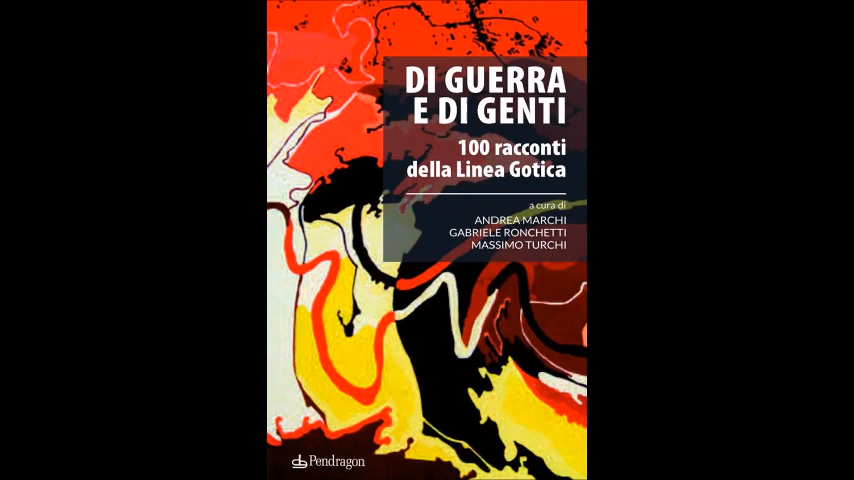 DI GUERRA
E DI GENTI
100 racconti
della Linea Gotica
a cura di
ANDREA MARCHI
GABRIELE RONCHETTI
MASSIMO TURCHI
Pendragon